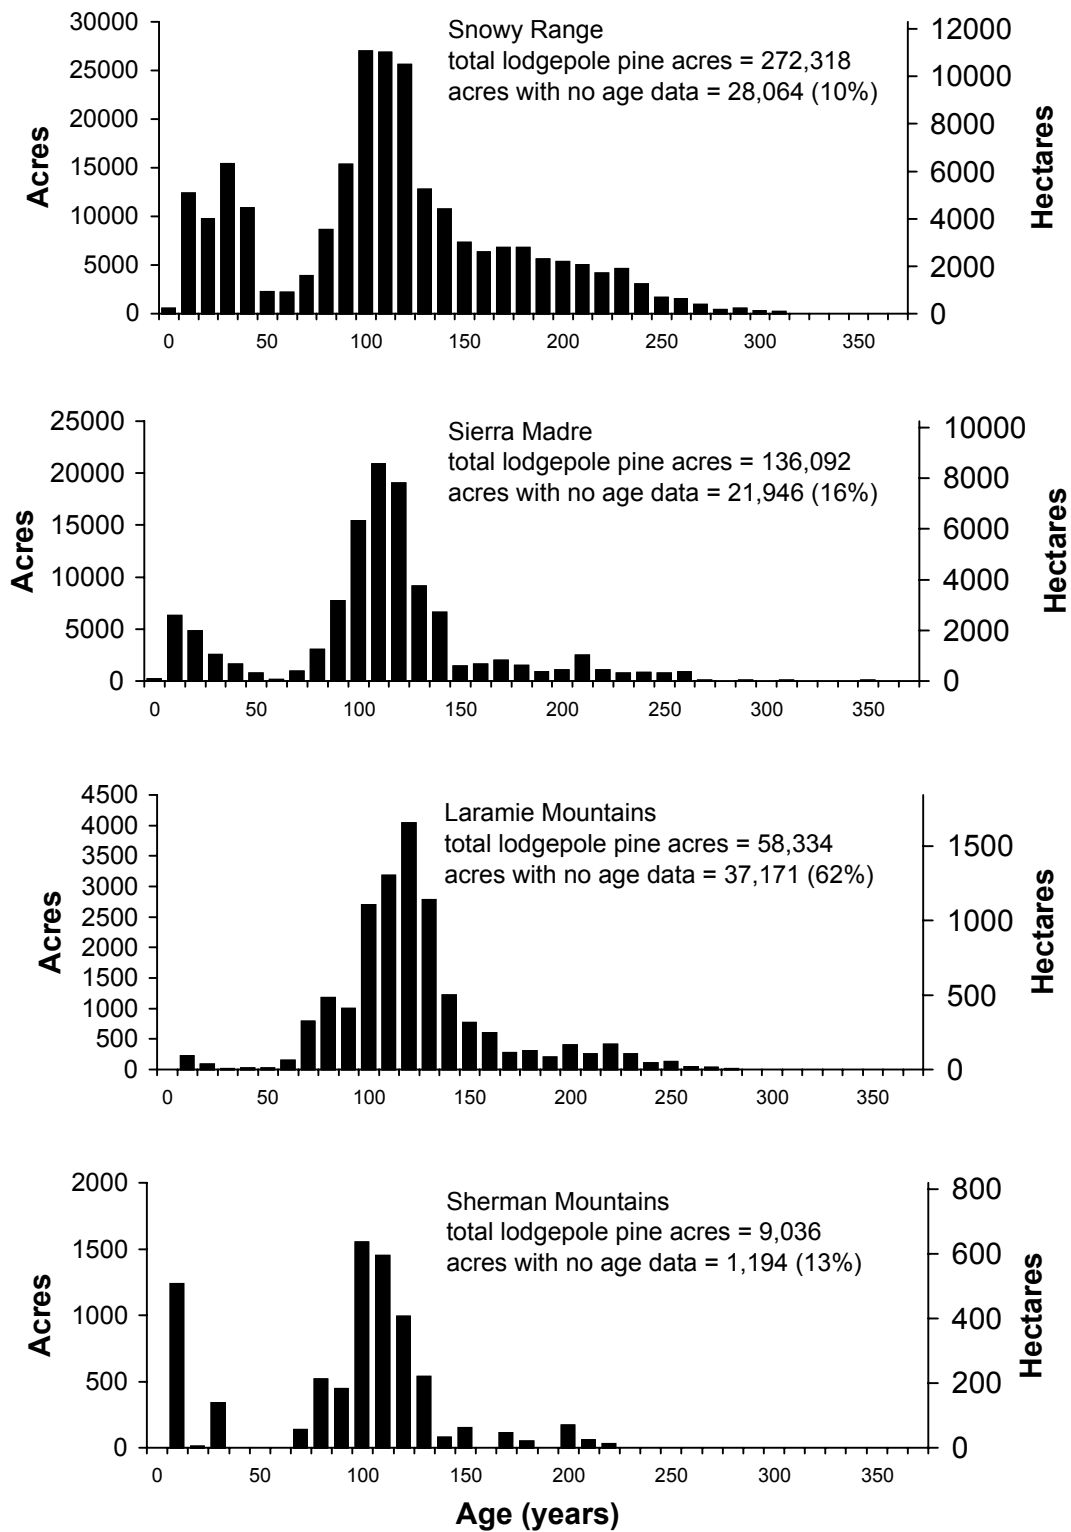 Snowy Range
total lodgepole pine acres = 272,318
acres with no age data = 28,064 (10%)
Acres
30000
25000
20000
15000
10000
5000
0
Hectares
12000
10000
8000
6000
4000
2000
0
0 50 100 150 200 250 300 350
Sierra Madre
total lodgepole pine acres = 136,092
acres with no age data = 21,946 (16%)
Acres
25000
20000
15000
10000
5000
0
Hectares
10000
8000
6000
4000
2000
0
0 50 100 150 200 250 300 350
Laramie Mountains
total lodgepole pine acres = 58,334
acres with no age data = 37,171 (62%)
Acres
4500
4000
3500
3000
2500
2000
1500
1000
500
0
Hectares
1500
1000
500
0
0 50 100 150 200 250 300 350
Sherman Mountains
total lodgepole pine acres = 9,036
acres with no age data = 1,194 (13%)
Acres
2000
1500
1000
500
0
Hectares
800
600
400
200
0
0 50 100 150 200 250 300 350
Age (years)